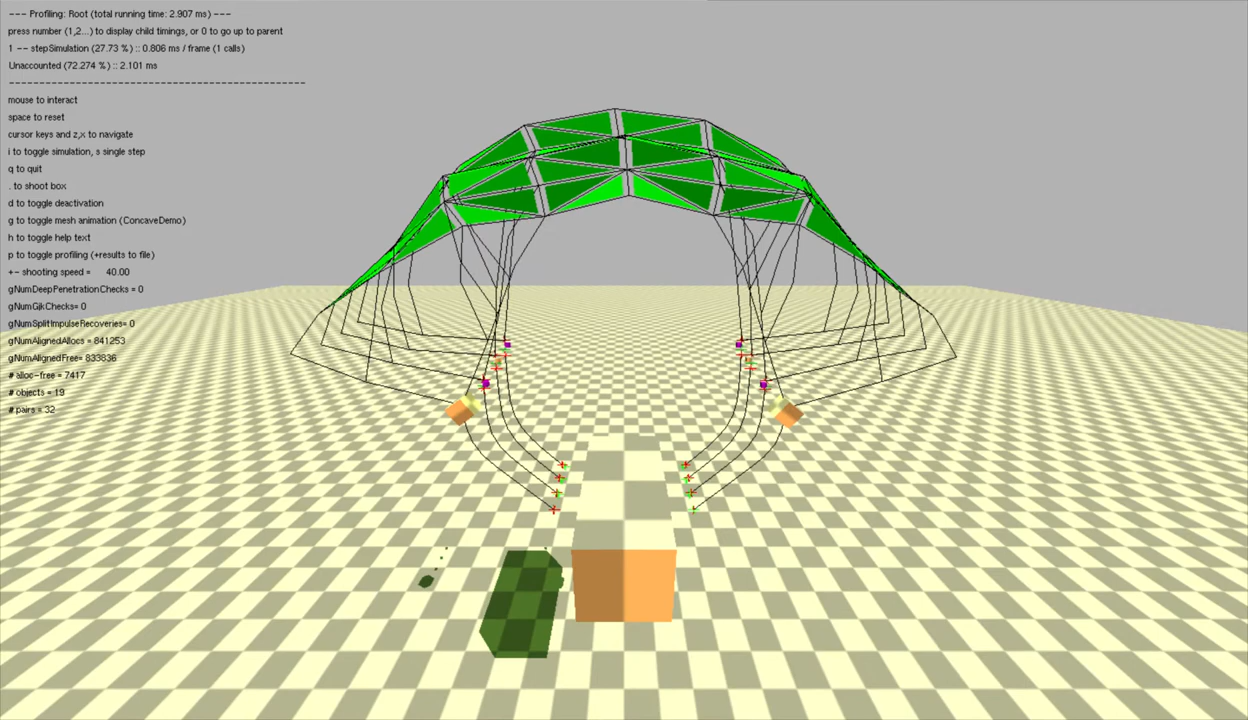 --- Profiling: Root (total running time: 2.907 ms) ---
press number (1,2...) to display child timings, or 0 to go up to parent
1 -- stepSimulation (27.73 %) :: 0.806 ms / frame (1 calls)
Unaccounted (72.274 %) :: 2.101 ms
-------------------------------------------------
mouse to interact
space to reset
cursor keys and z,x to navigate
i to toggle simulation, s single step
q to quit
. to shoot box
d to toggle deactivation
g to toggle mesh animation (ConcaveDemo)
h to toggle help text
p to toggle profiling (+results to file)
+- shooting speed = 40.00
gNumDeepPenetrationChecks = 0
gNumGjkChecks= 0
gNumSplitImpulseRecoveries= 0
gNumAlignedAllocs = 841253
gNumAlignedFree= 833836
# alloc-free = 7417
# objects = 19
# pairs = 32